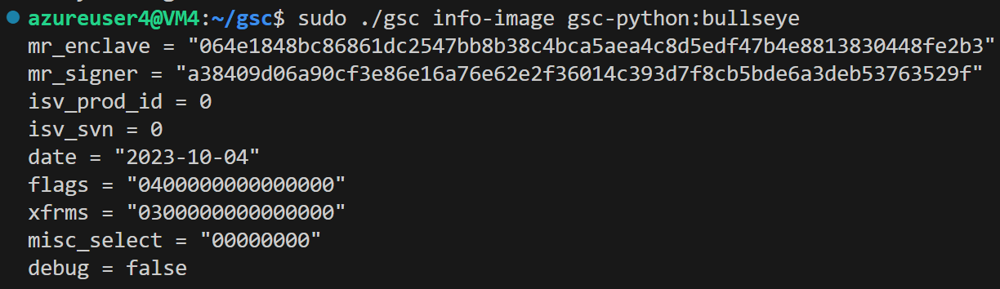 azureuser4@VM4:~/gsc$ sudo ./gsc info-image gsc-python:bullseye
mr_enclave = "064e1848bc86861dc2547bb8b38c4bca5aea4c8d5edf47b4e8813830448fe2b3"
mr_signer = "a38409d06a90cf3e86e16a76e62e2f36014c393d7f8cb5bde6a3deb53763529f"
isv_prod_id = 0
isv_svn = 0
date = "2023-10-04"
flags = "0400000000000000"
xfrms = "0300000000000000"
misc_select = "00000000"
debug = false